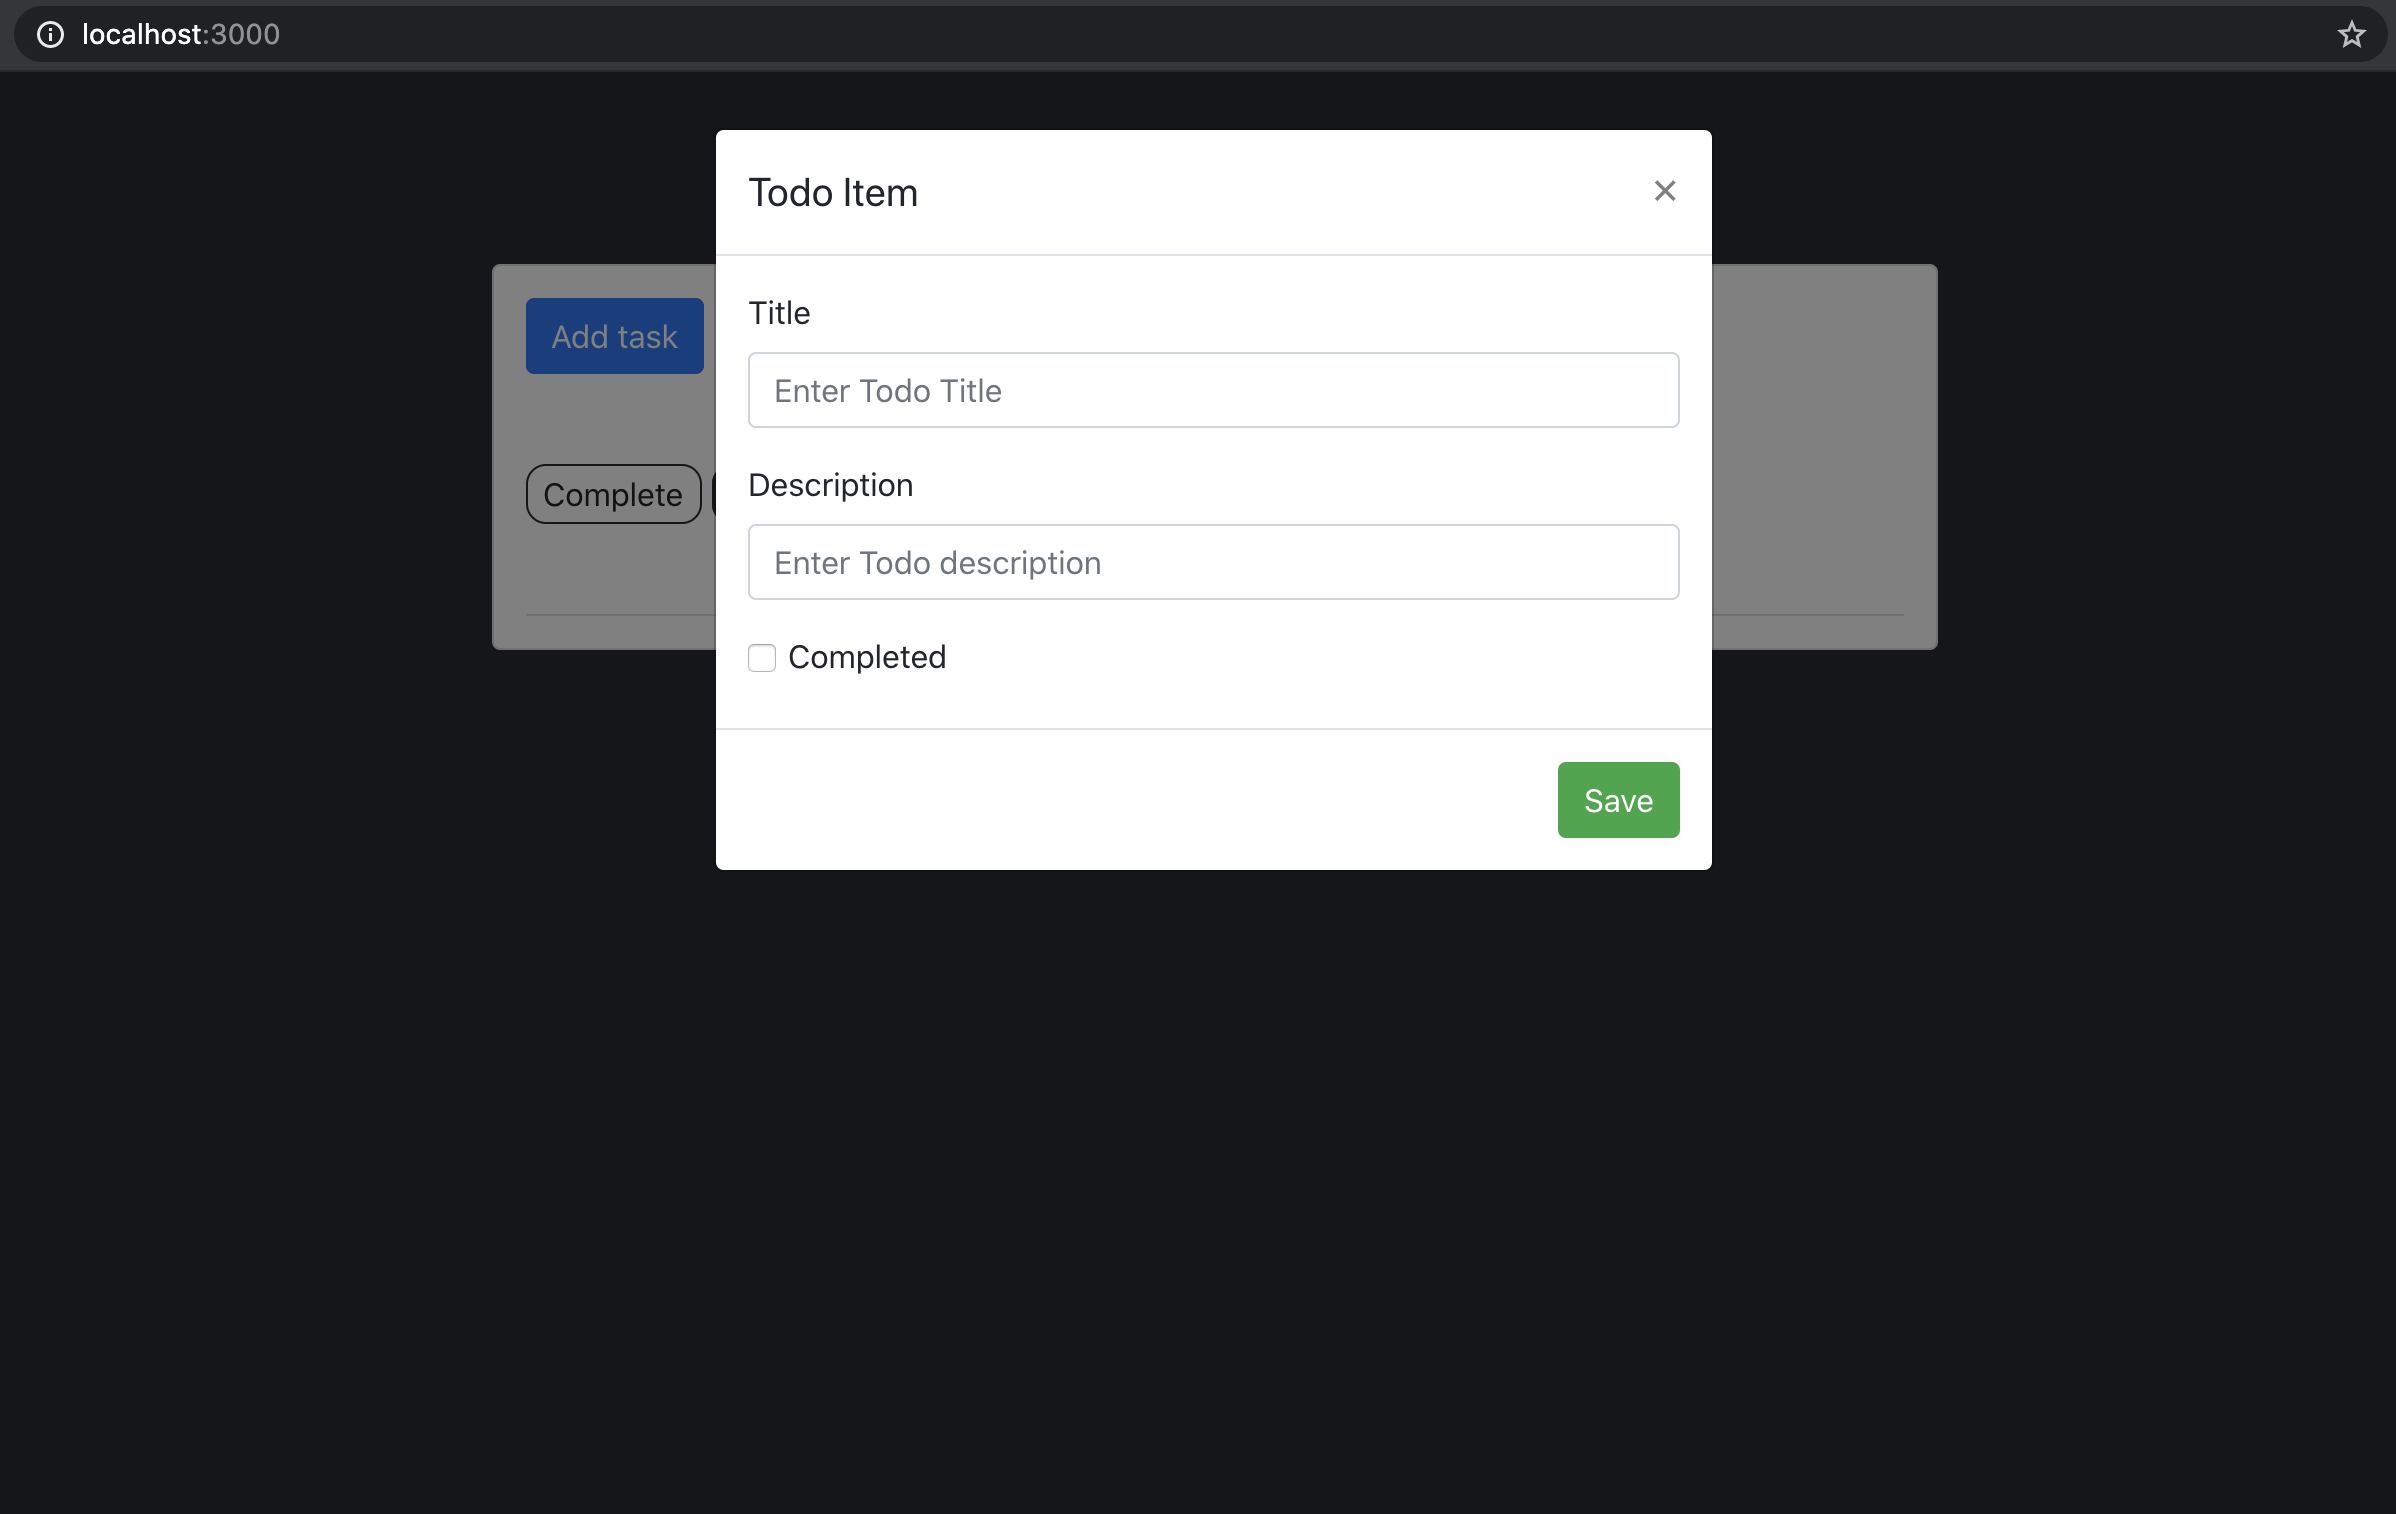 localhost:3000
Todo Item
Title
Add task
Enter Todo Title
Description
Complete
Enter Todo description
Completed
Save